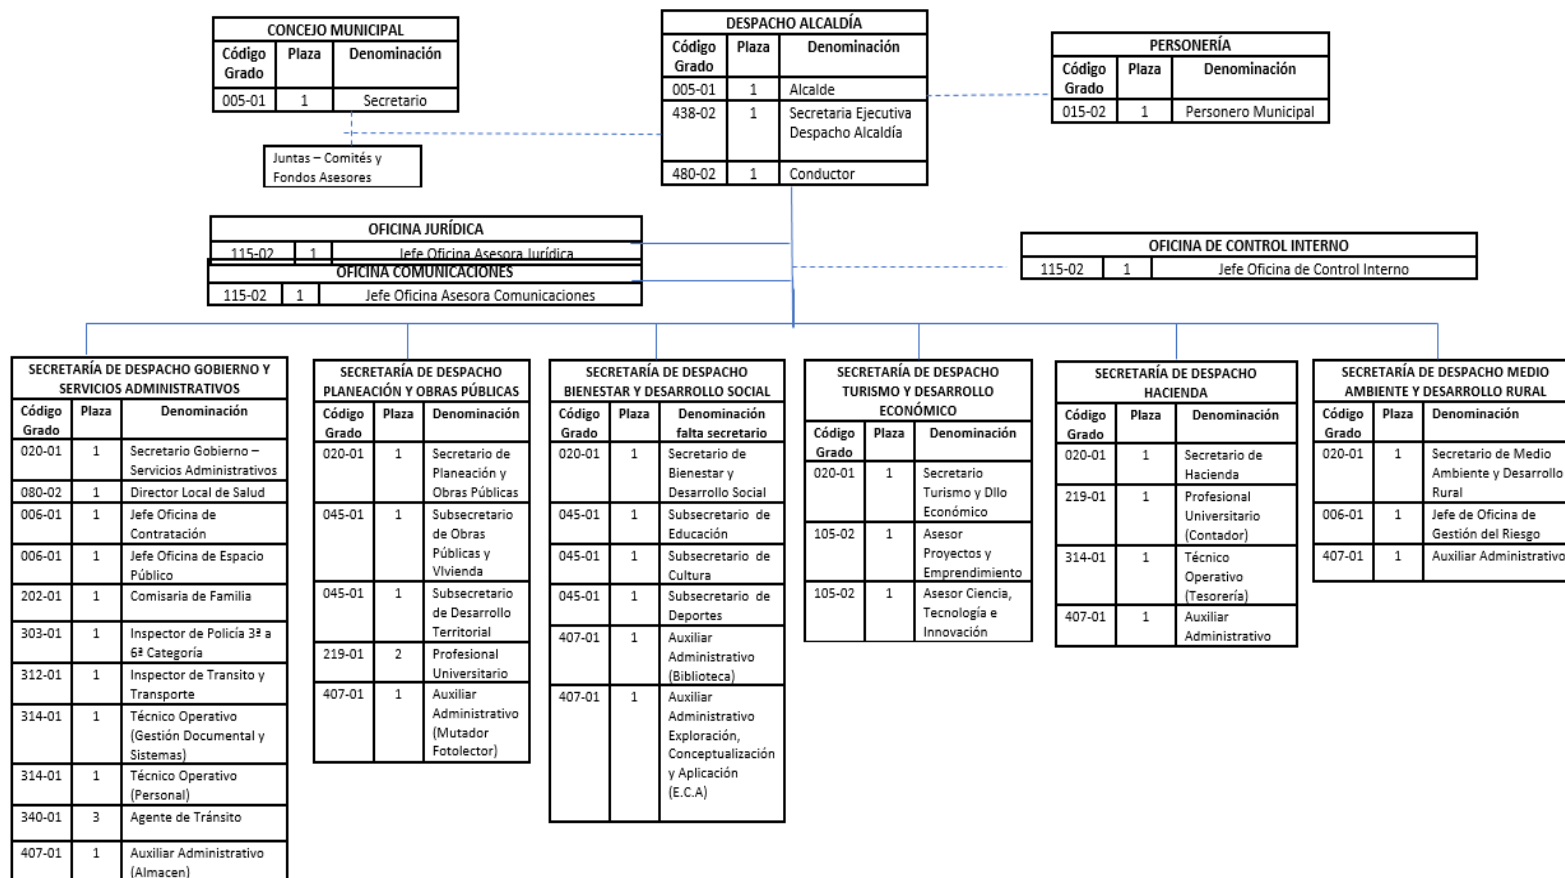 CONCEJO MUNICIPAL
Código Grado Plaza Denominación
005-01 1 Secretario
Juntas – Comités y
Fondos Asesores
DESPACHO ALCALDÍA
Código Grado Plaza Denominación
005-01 1 Alcalde
438-02 1 Secretaria Ejecutiva
Despacho Alcaldía
480-02 1 Conductor
PERSONERÍA
Código Grado Plaza Denominación
015-02 1 Personero Municipal
OFICINA JURÍDICA
115-02 1 Jefe Oficina Asesora Jurídica
OFICINA COMUNICACIONES
115-02 1 Jefe Oficina Asesora Comunicaciones
OFICINA DE CONTROL INTERNO
115-02 1 Jefe Oficina de Control Interno
SECRETARÍA DE DESPACHO GOBIERNO Y
SERVICIOS ADMINISTRATIVOS
Código Grado Plaza Denominación
020-01 1 Secretario Gobierno –
Servicios Administrativos
080-02 1 Director Local de Salud
006-01 1 Jefe Oficina de
Contratación
006-01 1 Jefe Oficina de Espacio
Público
202-01 1 Comisaria de Familia
303-01 1 Inspector de Policía 3ª a
6ª Categoría
312-01 1 Inspector de Transito y
Transporte
314-01 1 Técnico Operativo
(Gestión Documental y
Sistemas)
314-01 1 Técnico Operativo
(Personal)
340-01 3 Agente de Tránsito
407-01 1 Auxiliar Administrativo
(Almacen)
SECRETARÍA DE DESPACHO
PLANEACIÓN Y OBRAS PÚBLICAS
Código Grado Plaza Denominación
020-01 1 Secretario de
Planeación y
Obras Públicas
045-01 1 Subsecretario
de Obras
Públicas y
VIvienda
045-01 1 Subsecretario
de Desarrollo
Territorial
219-01 2 Profesional
Universitario
407-01 1 Auxiliar
Administrativo
(Mutador
Fotolector)
SECRETARÍA DE DESPACHO
BIENESTAR Y DESARROLLO SOCIAL
Código Grado Plaza Denominación
falta secretario
020-01 1 Secretario de
Bienestar y
Desarrollo Social
045-01 1 Subsecretario de
Educación
045-01 1 Subsecretario de
Cultura
045-01 1 Subsecretario de
Deportes
407-01 1 Auxiliar
Administrativo
(Biblioteca)
407-01 1 Auxiliar
Administrativo
Exploración,
Conceptualización
y Aplicación
(E.C.A)
SECRETARÍA DE DESPACHO
TURISMO Y DESARROLLO
ECONÓMICO
Código Grado Plaza Denominación
020-01 1 Secretario
Turismo y Dllo
Económico
105-02 1 Asesor
Proyectos y
Emprendimiento
105-02 1 Asesor Ciencia,
Tecnología e
Innovación
SECRETARÍA DE DESPACHO
HACIENDA
Código Grado Plaza Denominación
020-01 1 Secretario de
Hacienda
219-01 1 Profesional
Universitario
(Contador)
314-01 1 Técnico
Operativo
(Tesorería)
407-01 1 Auxiliar
Administrativo
SECRETARÍA DE DESPACHO MEDIO
AMBIENTE Y DESARROLLO RURAL
Código Grado Plaza Denominación
020-01 1 Secretario de Medio
Ambiente y Desarrollo
Rural
006-01 1 Jefe de Oficina de
Gestión del Riesgo
407-01 1 Auxiliar Administrativo